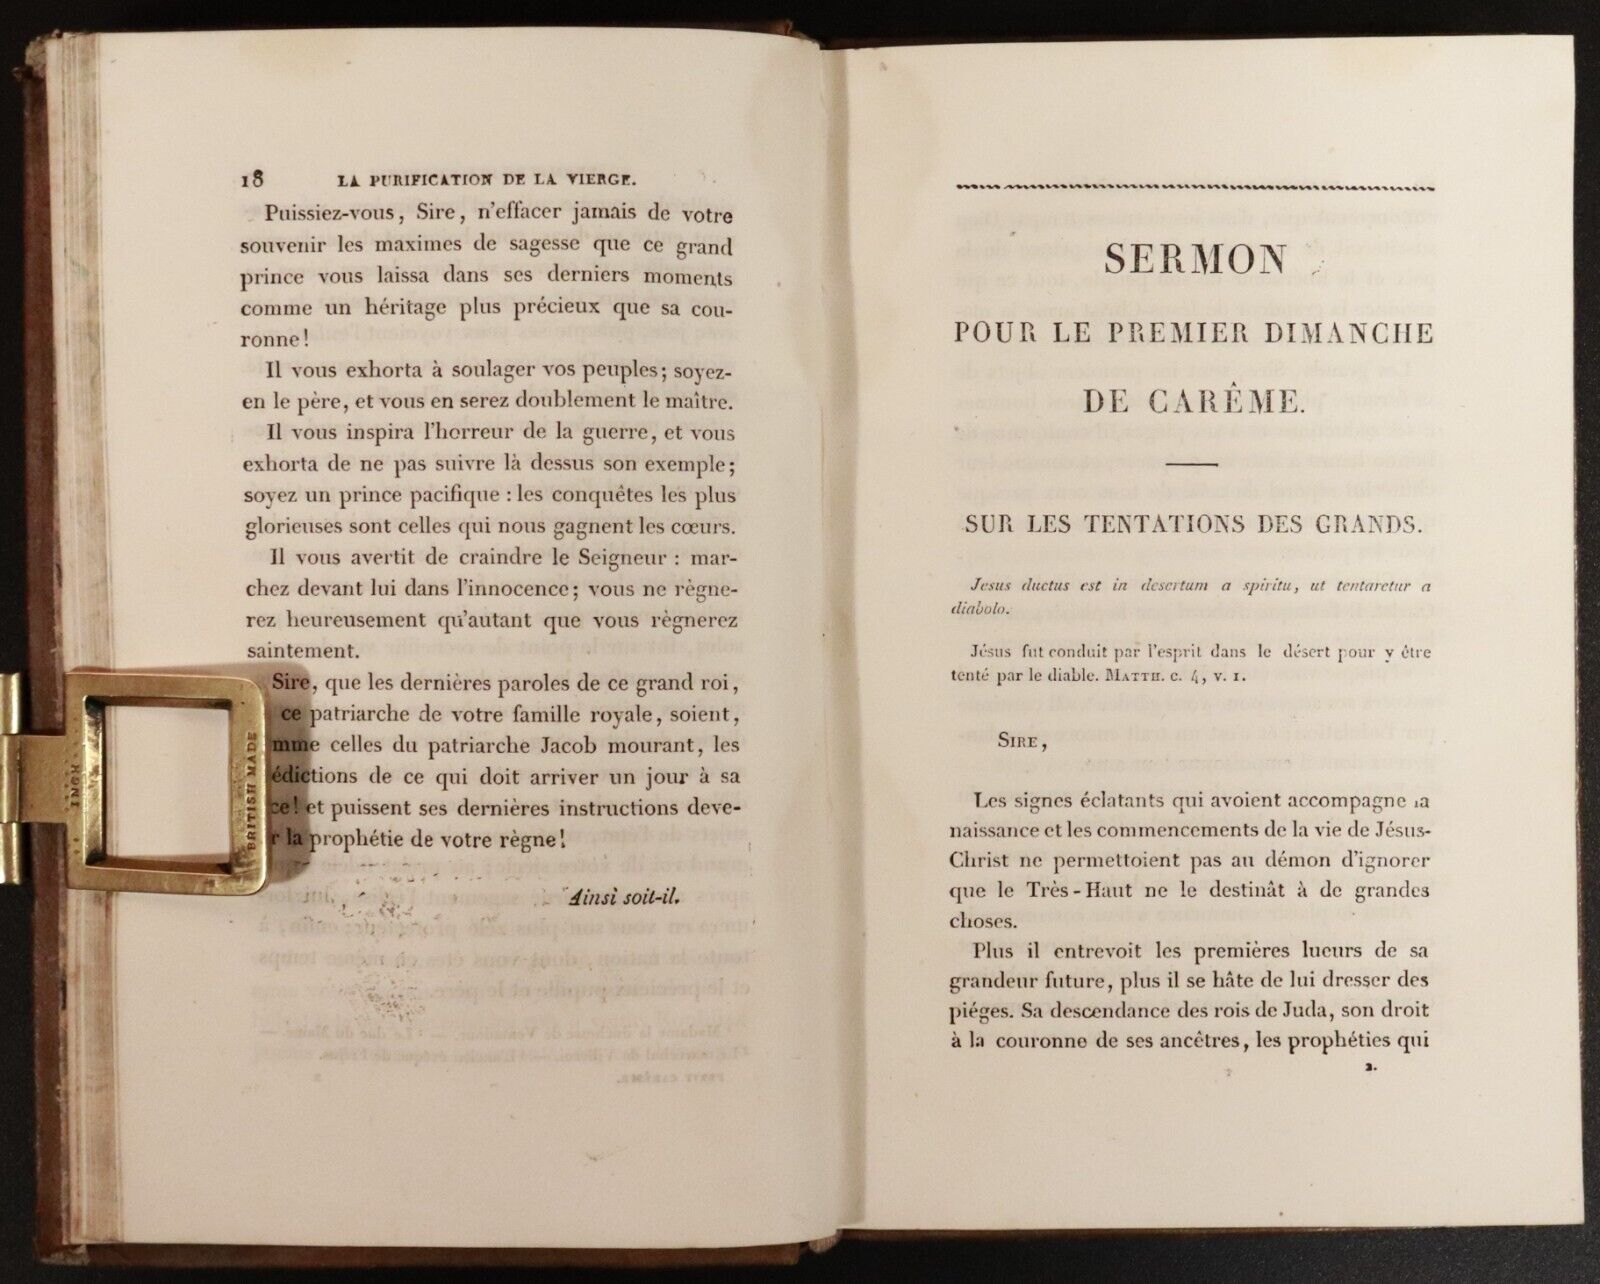 18 LA PURIFICATION DE LA VIERGE.
Puissiez-vous, Sire, n'effacer jamais de votre
souvenir les maximes de sagesse que ce grand
prince vous laissa dans ses derniers moments
comme un héritage plus précieux que sa cou-
ronne!
Il vous exhorta à soulager vos peuples; soyez-
en le père, et vous en serez doublement le maître.
Il vous inspira l'horreur de la guerre, et vous
exhorta de ne pas suivre là dessus son exemple;
soyez un prince pacifique : les conquêtes les plus
glorieuses sont celles qui nous gagnent les cœurs.
Il vous avertit de craindre le Seigneur : mar-
chez devant lui dans l'innocence; vous ne règne-
rez heureusement qu'autant que vous règnerez
saintement.
Sire, que les dernières paroles de ce grand roi,
ce patriarche de votre famille royale, soient,
mme celles du patriarche Jacob mourant, les
édictions de ce qui doit arriver un jour à sa
ce! et puissent ses dernières instructions deve-
r la prophétie de votre règne!
Ainsi soit-il.
BRITISH MADE
SERMON
POUR LE PREMIER DIMANCHE
DE CARÊME.
SUR LES TENTATIONS DES GRANDS.
Jesus ductus est in desertum a spiritu, ut tentaretur a
diabolo.
Jésus fut conduit par l'esprit dans le désert pour y être
tenté par le diable. MATTH. c. 4, v. 1.
SIRE,
Les signes éclatants qui avoient accompagné la
naissance et les commencements de la vie de Jésus-
Christ ne permettoient pas au démon d'ignorer
que le Très-Haut ne le destinât à de grandes
choses.
Plus il entrevoit les premières lueurs de sa
grandeur future, plus il se hâte de lui dresser des
piéges. Sa descendance des rois de Juda, son droit
à la couronne de ses ancêtres, les prophéties qui
2.